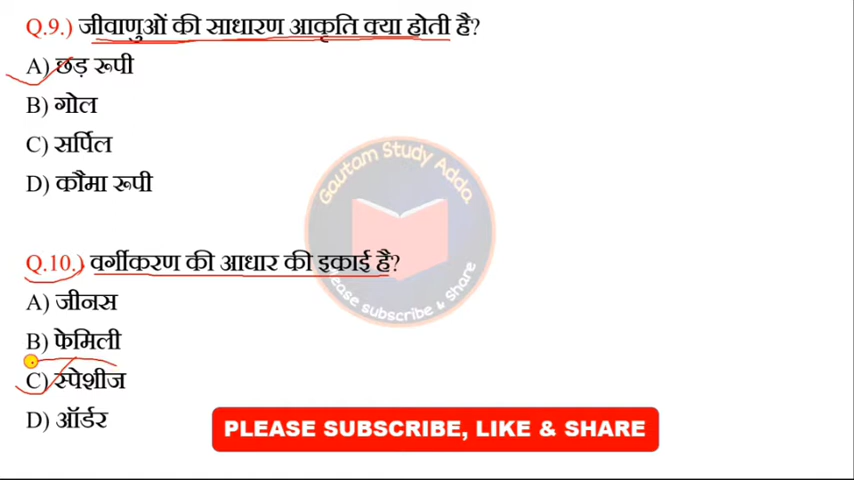 Q.9.) जीवाणुओं की साधारण आकृति क्या होती है?
A) छड़ रूपी
B) गोल
C) सर्पिल
D) कौमा रूपी
Gautam Study Adda
Please subscribe & share
Q.10.) वर्गीकरण की आधार की इकाई है?
A) जीनस
B) फेमिली
C) स्पेशीज
D) ऑर्डर
PLEASE SUBSCRIBE, LIKE & SHARE